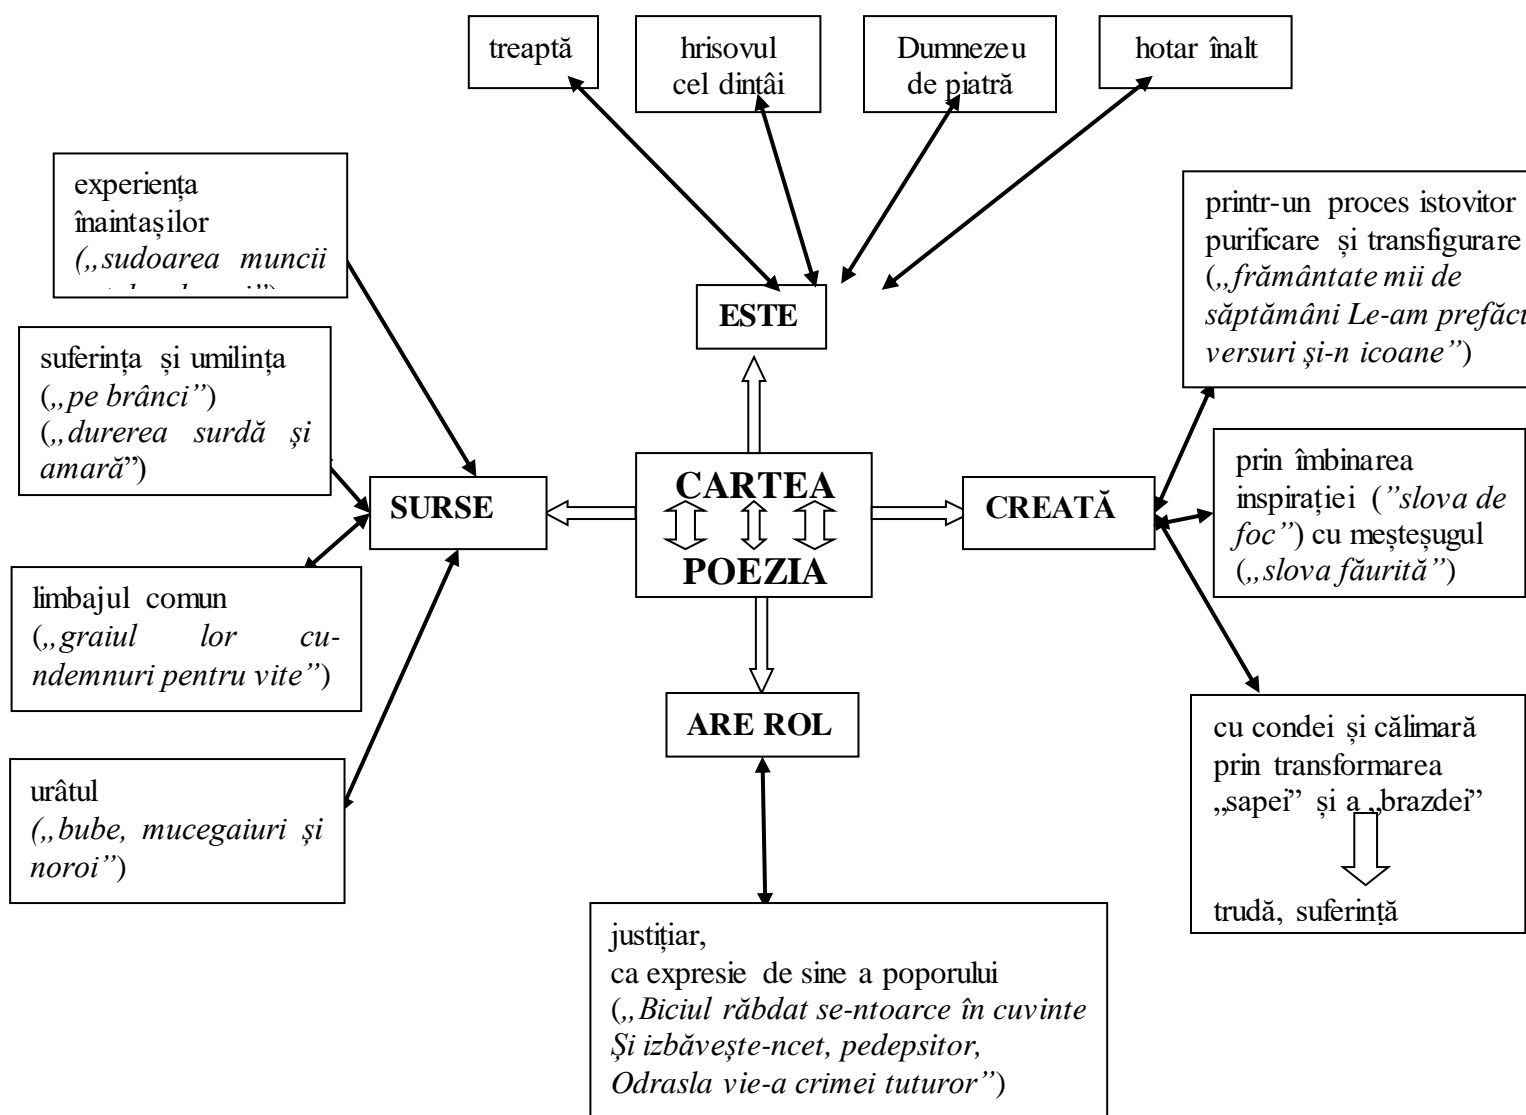 treaptă
hrisovul
cel dintâi
Dumnezeu
de piatră
hotar înalt
experiența
înaintașilor
(„sudoarea muncii
suferința și umilința
(„pe brânci”)
(„durerea surdă și
amară”)
limbajul comun
(„graiul lor cu-
ndemnuri pentru vite”)
urâtul
(„bube, mucegaiuri și
noroi”)
SURSE
ESTE
CARTEA
POEZIA
ARE ROL
CREATĂ
printr-un proces istovitor
purificare și transfigurare
(„frământate mii de
săptămâni Le-am prefăcu
versuri și-n icoane”)
prin îmbinarea
inspirației (”slova de
foc”) cu meșteșugul
(„slova făurită”)
cu condei și călimară
prin transformarea
„sapei” și a „brazdei”
trudă, suferință
justițiar,
ca expresie de sine a poporului
(„Biciul răbdat se-ntoarce în cuvinte
Și izbăvește-ncet, pedepsitor,
Odrasla vie-a crimei tuturor”)